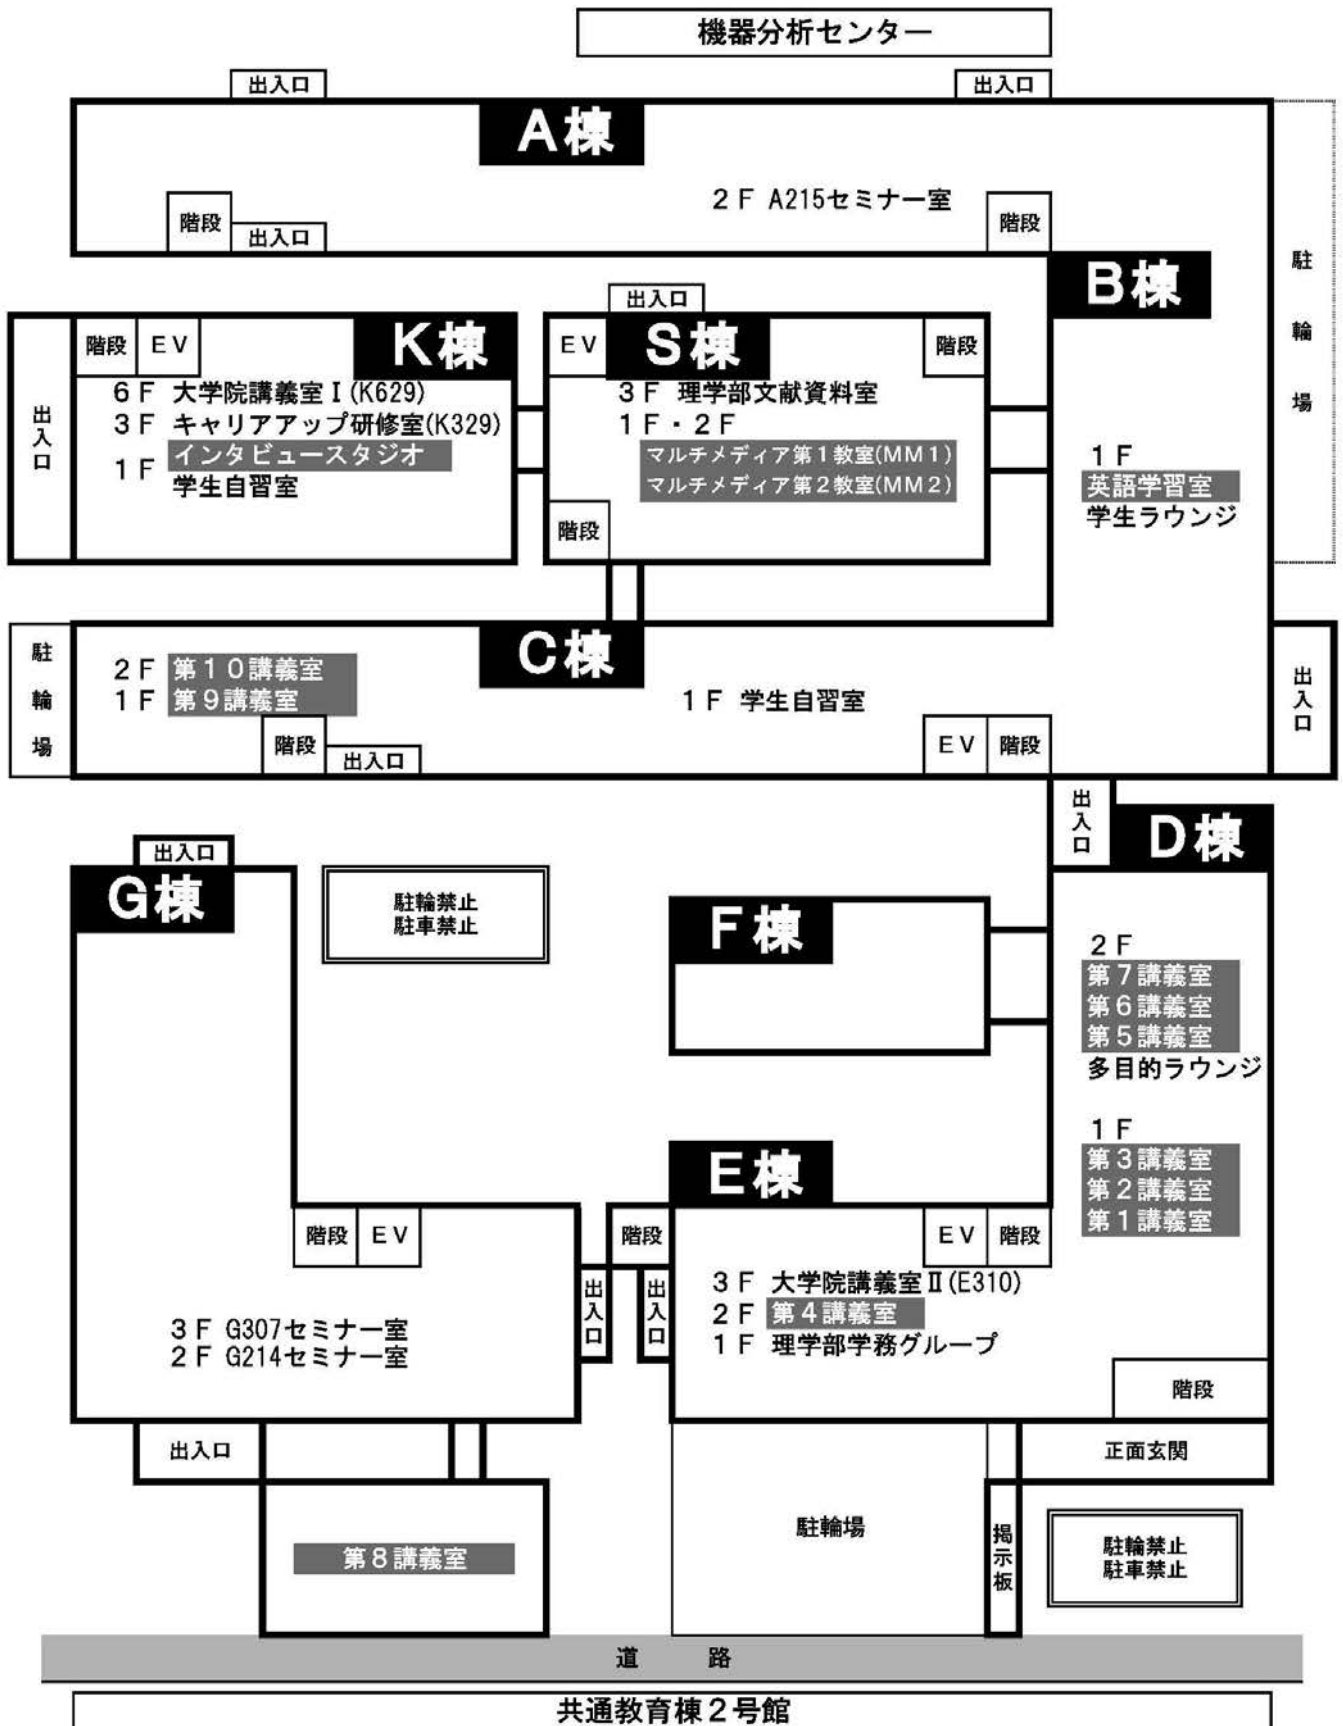 機器分析センター
出入口
出入口
A棟
2F A215セミナー室
階段
出入口
階段
駐輪場
B棟
出入口
階段 EV
K棟
EV
S棟
階段
出入口
6F 大学院講義室Ⅰ(K629)
3F キャリアアップ研修室(K329)
1F インタビュースタジオ
学生自習室
3F 理学部文献資料室
1F・2F
マルチメディア第1教室(MM1)
マルチメディア第2教室(MM2)
階段
1F
英語学習室
学生ラウンジ
駐輪場
C棟
2F 第10講義室
1F 第9講義室
1F 学生自習室
階段
出入口
EV 階段
出入口
出入口
D棟
出入口
G棟
駐輪禁止
駐車禁止
F棟
2F
第7講義室
第6講義室
第5講義室
多目的ラウンジ
1F
第3講義室
第2講義室
第1講義室
E棟
階段 EV
階段
EV 階段
出入口
出入口
3F 大学院講義室Ⅱ(E310)
2F 第4講義室
1F 理学部学務グループ
3F G307セミナー室
2F G214セミナー室
階段
出入口
正面玄関
第8講義室
駐輪場
掲示板
駐輪禁止
駐車禁止
道路
共通教育棟2号館